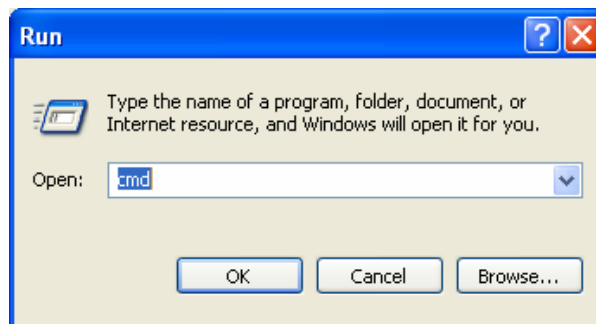 Run
Type the name of a program, folder, document, or
Internet resource, and Windows will open it for you.
Open: cmd
OK Cancel Browse...